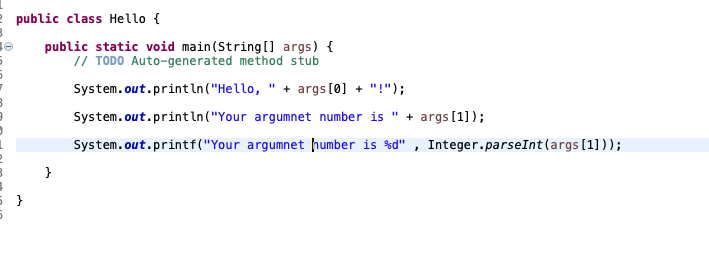 public class Hello {
public static void main(String[] args) {
// TODO Auto-generated method stub
System.out.println("Hello, " + args[0] + "!");
System.out.println("Your argumnet number is " + args[1]);
System.out.printf("Your argumnet number is %d" , Integer.parseInt(args[1]));
}
}